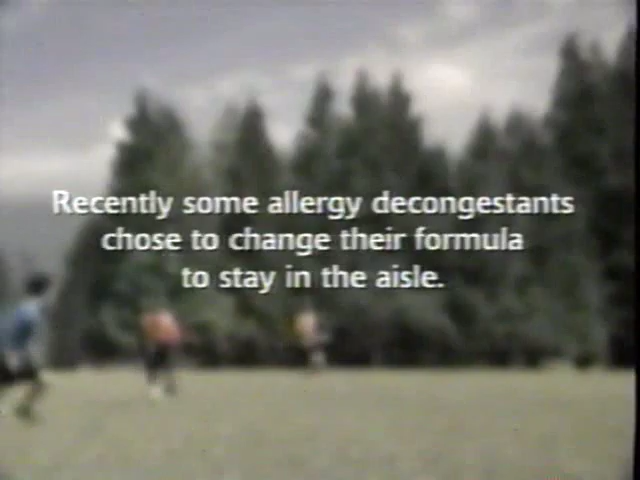 Recently some allergy decongestants
chose to change their formula
to stay in the aisle.